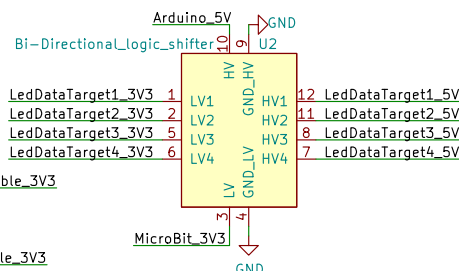 Arduino_5V
GND
Bi-Directional_logic_shifter U2
10 9
HV GND_HV
LedDataTarget1_3V3 1 LV1 HV1 12 LedDataTarget1_5V
LedDataTarget2_3V3 2 LV2 HV2 11 LedDataTarget2_5V
LedDataTarget3_3V3 5 LV3 HV3 8 LedDataTarget3_5V
LedDataTarget4_3V3 6 LV4 HV4 7 LedDataTarget4_5V
LV GND_LV
ble_3V3
3 4
MicroBit_3V3
le_3V3
GND